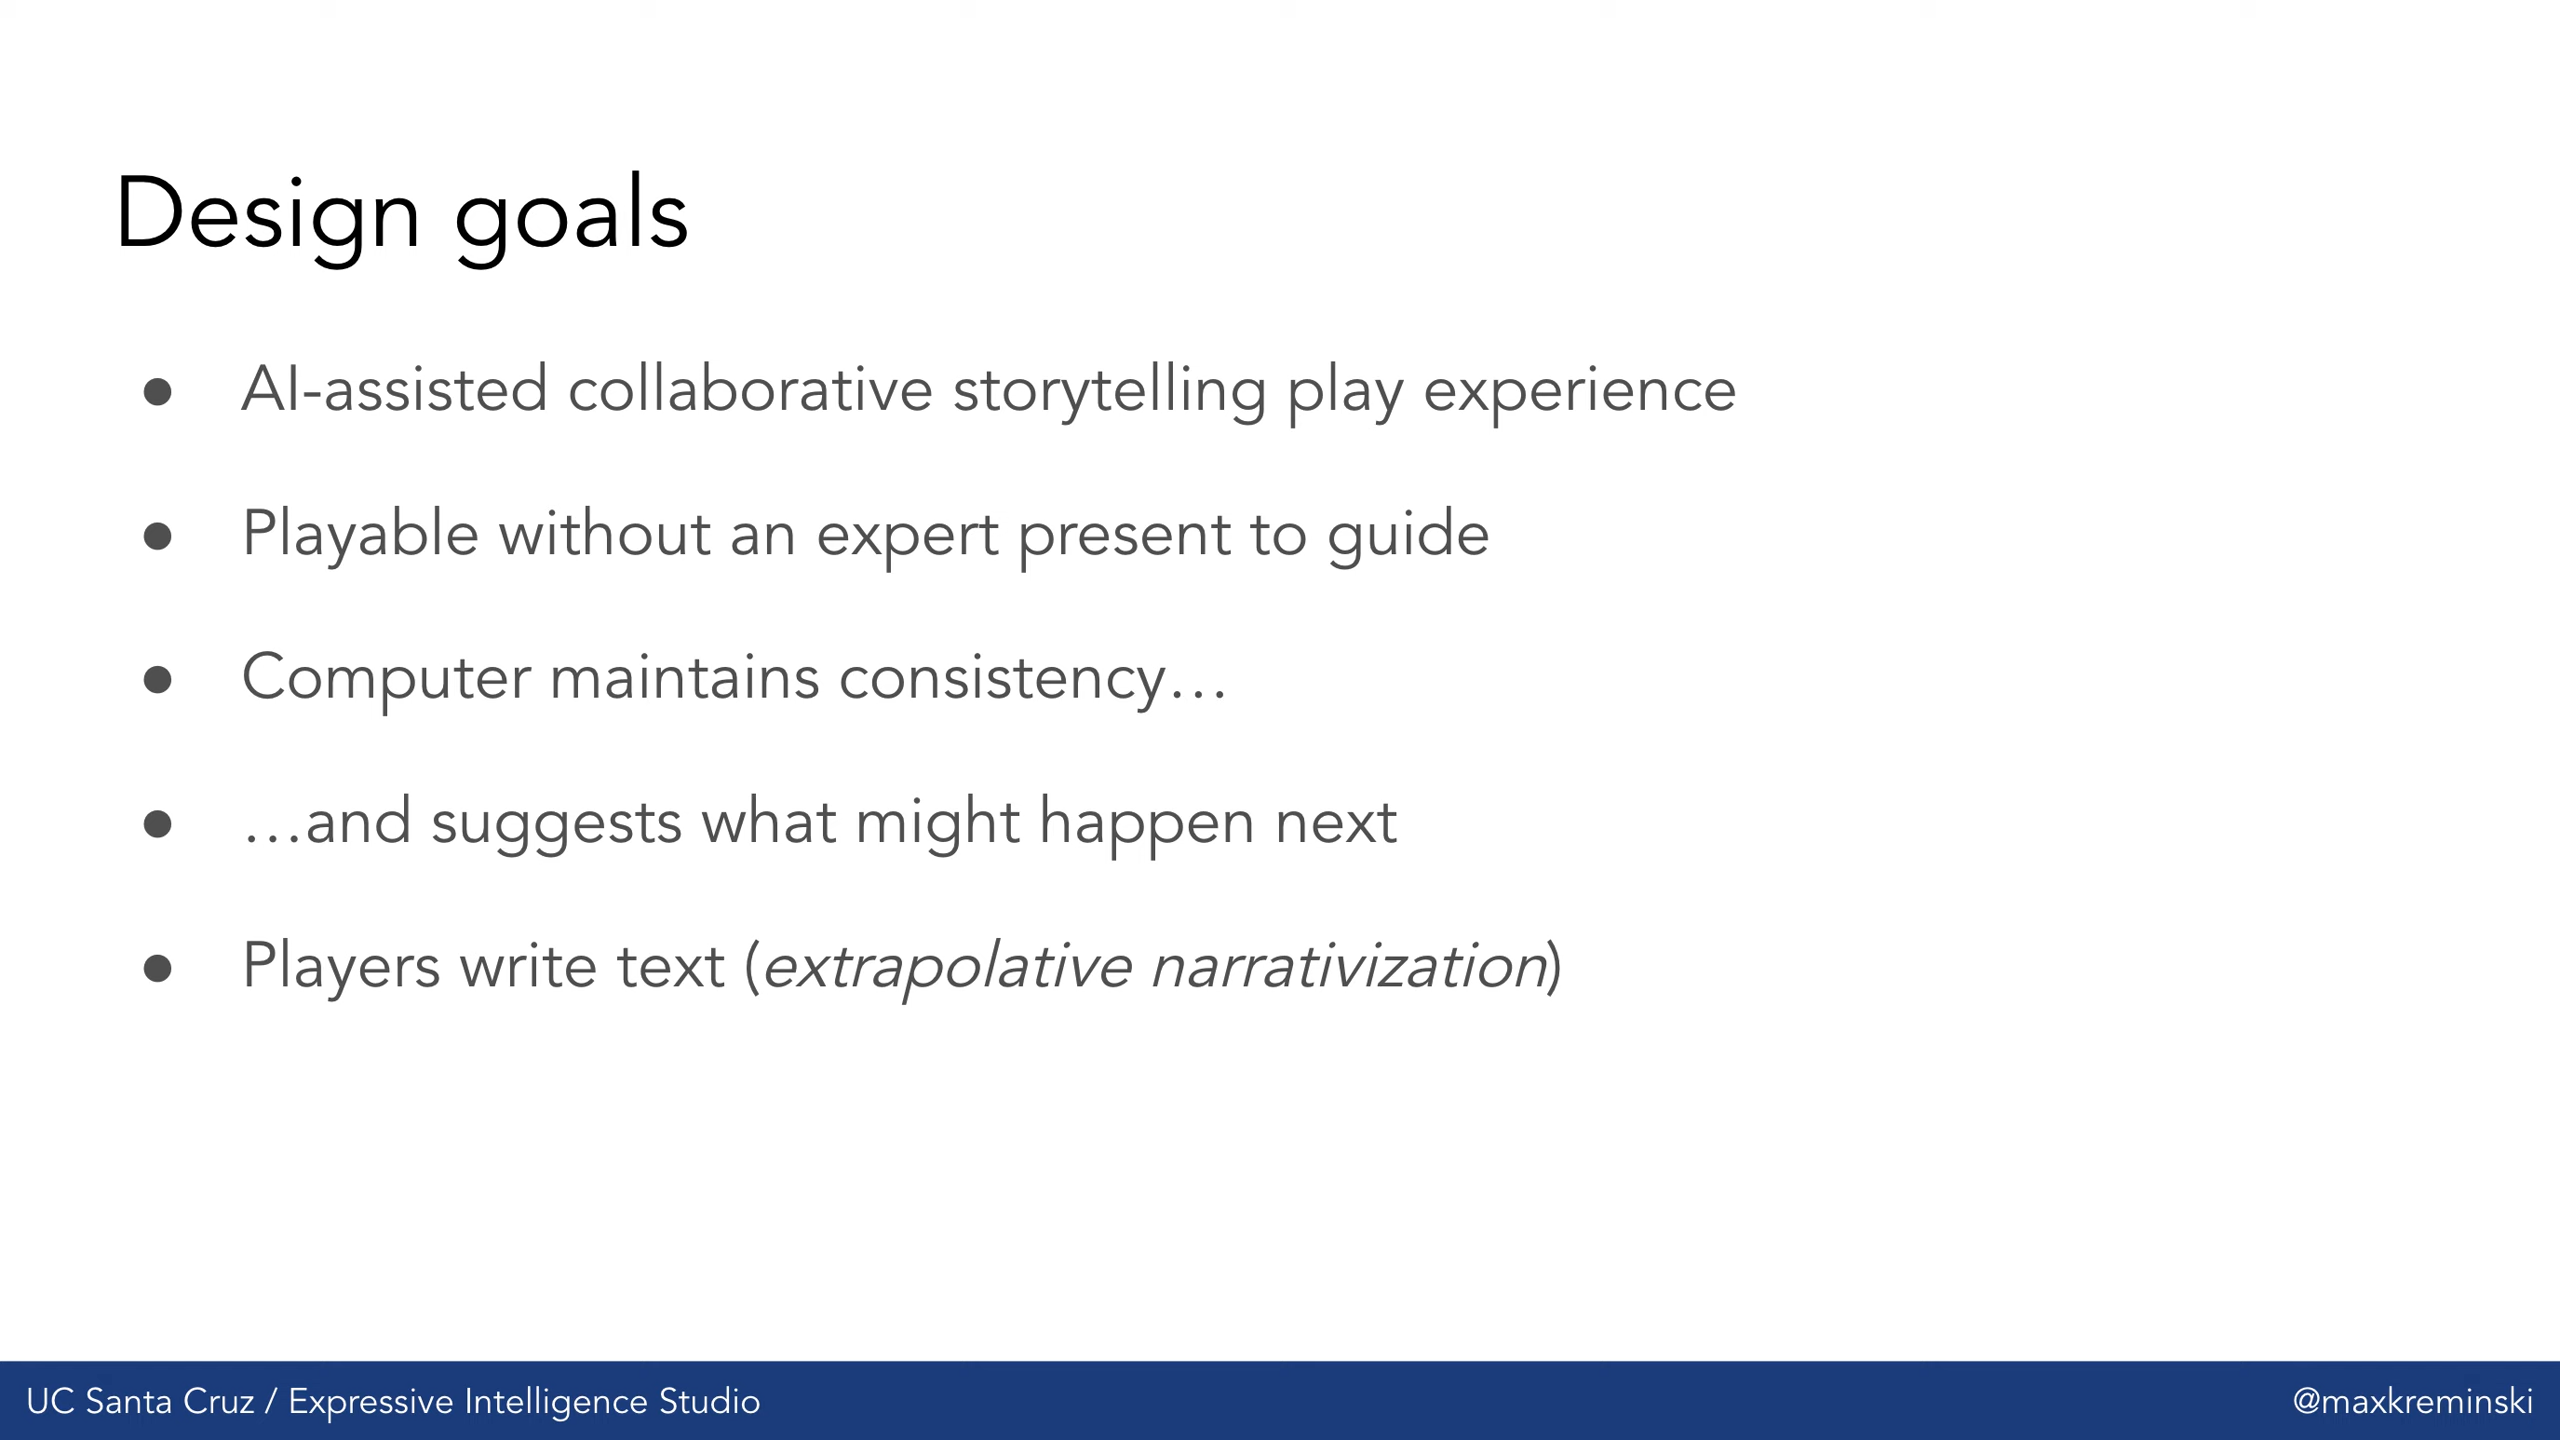 Design goals
● AI-assisted collaborative storytelling play experience
● Playable without an expert present to guide
● Computer maintains consistency…
● …and suggests what might happen next
● Players write text (extrapolative narrativization)
UC Santa Cruz / Expressive Intelligence Studio
@maxkreminski